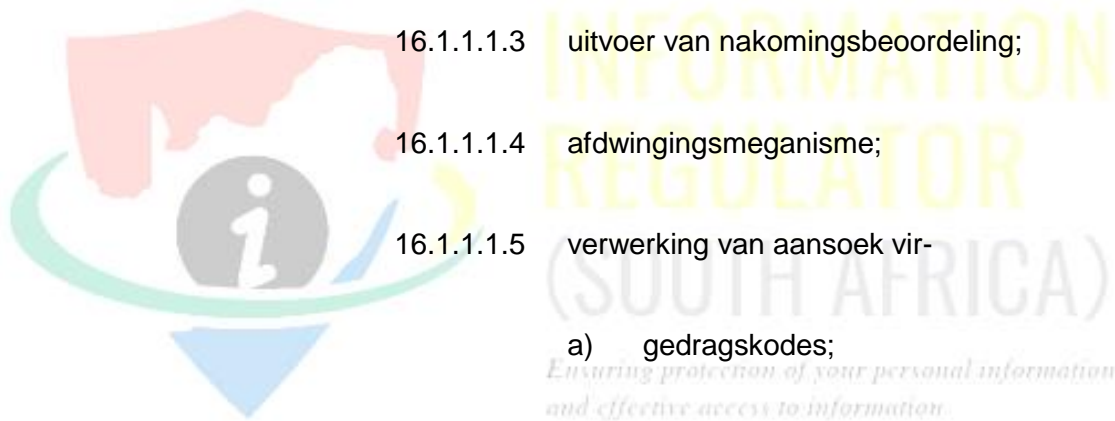 16.1.1.1.3 uitvoer van nakomingsbeoordeling;
INFORMATION
16.1.1.1.4 afdwingingsmeganisme;
REGULATOR
16.1.1.1.5 verwerking van aansoek vir-
(SOUTH AFRICA)
a) gedragskodes;
Ensuring protection of your personal information
and effective access to information